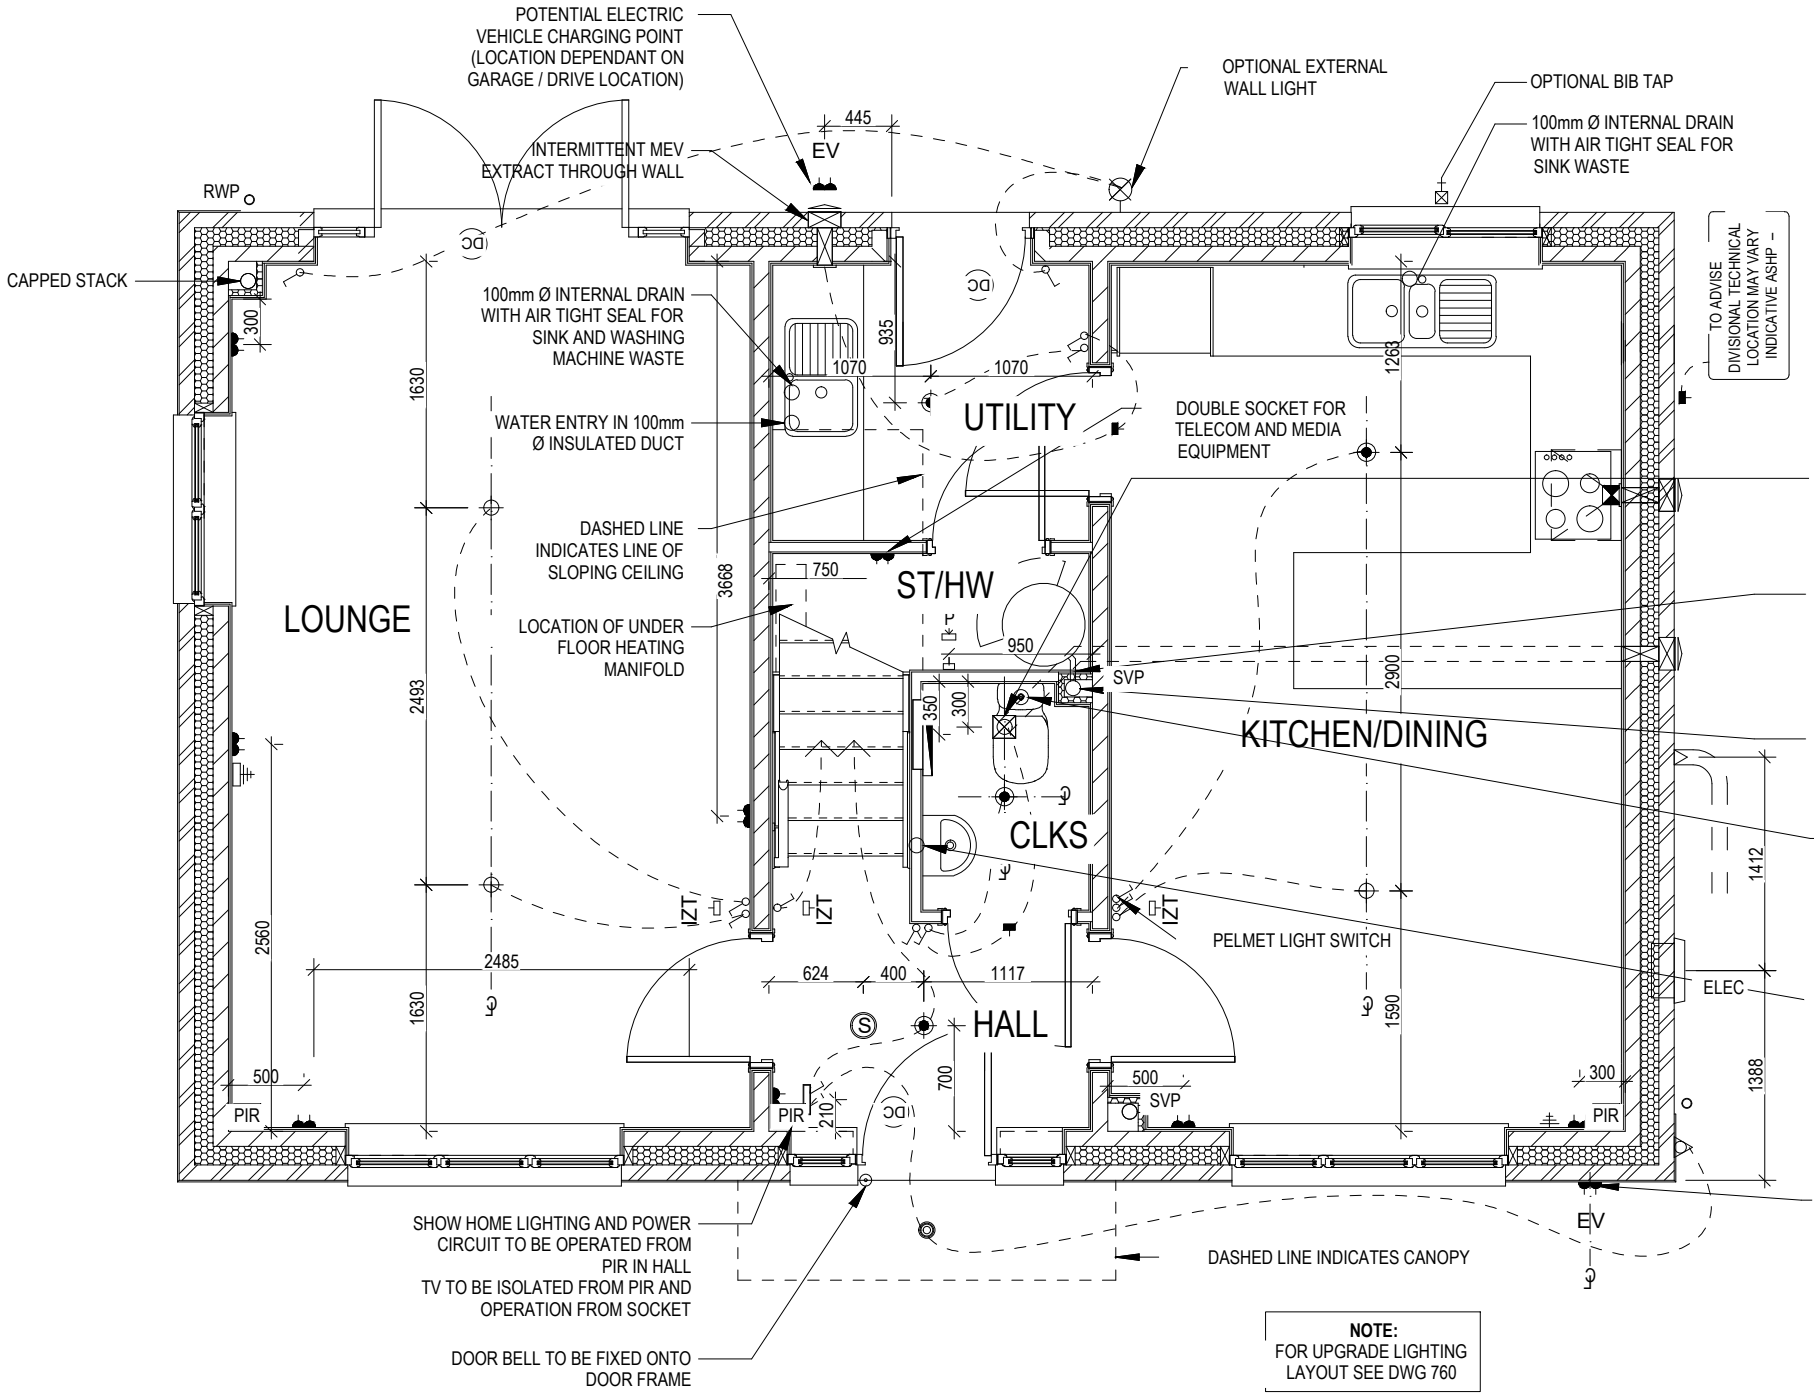 POTENTIAL ELECTRIC
VEHICLE CHARGING POINT
(LOCATION DEPENDANT ON
GARAGE / DRIVE LOCATION)
OPTIONAL EXTERNAL
WALL LIGHT
OPTIONAL BIB TAP
100mm Ø INTERNAL DRAIN
WITH AIR TIGHT SEAL FOR
SINK WASTE
445
EV
INTERMITTENT MEV
EXTRACT THROUGH WALL
RWP
DC
DC
TO ADVISE
DIVISIONAL TECHNICAL
LOCATION MAY VARY
INDICATIVE ASHP -
CAPPED STACK
300
100mm Ø INTERNAL DRAIN
WITH AIR TIGHT SEAL FOR
SINK AND WASHING
MACHINE WASTE
935
1263
1630
1070
1070
WATER ENTRY IN 100mm
Ø INSULATED DUCT
UTILITY
DOUBLE SOCKET FOR
TELECOM AND MEDIA
EQUIPMENT
DASHED LINE
INDICATES LINE OF
SLOPING CEILING
3668
750
ST/HW
LOUNGE
LOCATION OF UNDER
FLOOR HEATING
MANIFOLD
P
950
SVP
2900
2493
350
300
KITCHEN/DINING
CLKS
1412
IZT
IZT
IZT
2560
PELMET LIGHT SWITCH
2485
624
400
1117
ELEC
1630
S
HALL
1590
500
700
500
300
1388
PIR
PIR
210
DC
SVP
PIR
SHOW HOME LIGHTING AND POWER
CIRCUIT TO BE OPERATED FROM
PIR IN HALL
TV TO BE ISOLATED FROM PIR AND
OPERATION FROM SOCKET
EV
DASHED LINE INDICATES CANOPY
DOOR BELL TO BE FIXED ONTO
DOOR FRAME
NOTE:
FOR UPGRADE LIGHTING
LAYOUT SEE DWG 760